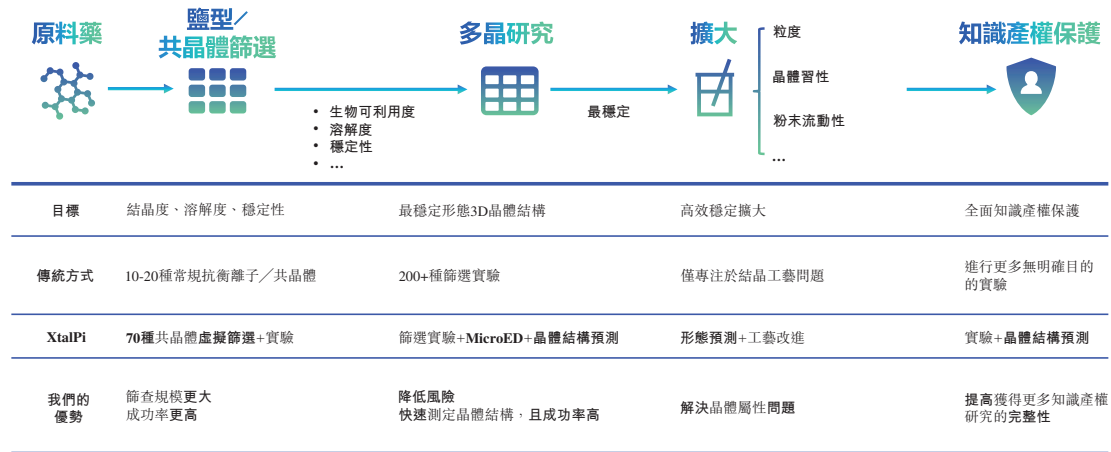 原料藥
鹽型／
共晶體篩選
多晶研究
擴大
知識產權保護
• 生物可利用度
• 溶解度
• 穩定性
• ...
最穩定
粒度
晶體習性
粉末流動性
...
目標 結晶度、溶解度、穩定性 最穩定形態3D晶體結構 高效穩定擴大 全面知識產權保護
傳統方式 10-20種常規抗衡離子／共晶體 200+種篩選實驗 僅專注於結晶工藝問題 進行更多無明確目的
的實驗
XtalPi 70種共晶體虛擬篩選+實驗 篩選實驗+MicroED+晶體結構預測 形態預測+工藝改進 實驗+晶體結構預測
我們的
優勢
篩查規模更大
成功率更高
降低風險
快速測定晶體結構，且成功率高
解決晶體屬性問題
提高獲得更多知識產權
研究的完整性